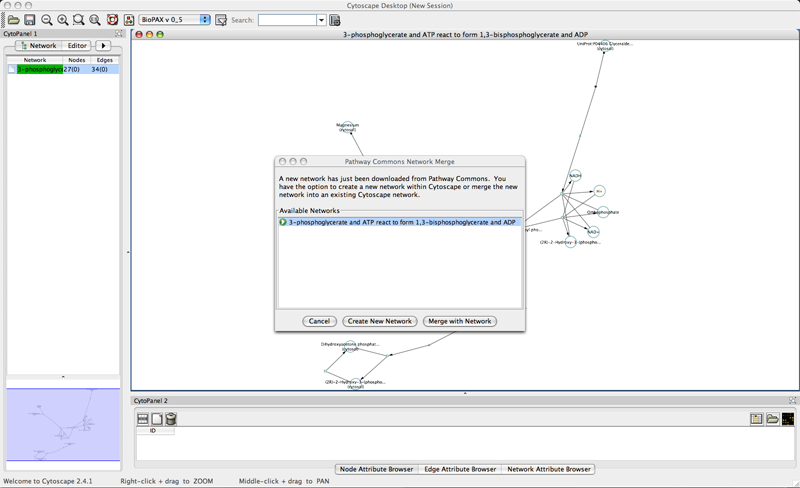 Cytoscape Desktop (New Session)
BioPAX v 0_5
Search:
CytoPanel 1
Network
Editor
Network Nodes Edges
3-phosphoglyc 27(0) 34(0)
3-phosphoglycerate and ATP react to form 1,3-bisphosphoglycerate and ADP
(cytosol)
Magnesium
(cytosol)
NAD+
H+
Orthophosphate
NAD+
(2R)-2-Hydroxy-3-(phospho...
yl pho...
Pathway Commons Network Merge
A new network has just been downloaded from Pathway Commons. You
have the option to create a new network within Cytoscape or merge the new
network into an existing Cytoscape network.
Available Networks
3-phosphoglycerate and ATP react to form 1,3-bisphosphoglycerate and ADP
Cancel
Create New Network
Merge with Network
Dihydroxyacetone phosphat...
(cytosol)
(2R)-2-Hydroxy-3-(phospho...
(cytosol)
CytoPanel 2
ID
Node Attribute Browser
Edge Attribute Browser
Network Attribute Browser
Welcome to Cytoscape 2.4.1 Right-click + drag to ZOOM Middle-click + drag to PAN